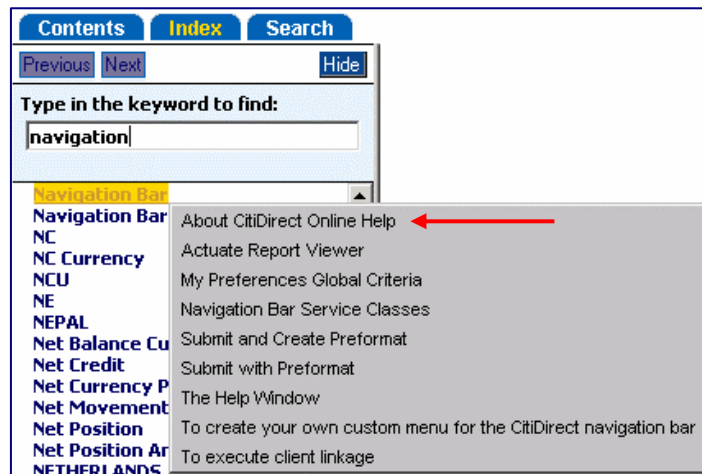 Contents Index Search
Previous Next Hide
Type in the keyword to find:
navigation
Navigation Bar
Navigation Bar
NC
NC Currency
NCU
NE
NEPAL
Net Balance Cu
Net Credit
Net Currency P
Net Movement
Net Position
Net Position Ar
NETHERLANDS
About CitiDirect Online Help
Actuate Report Viewer
My Preferences Global Criteria
Navigation Bar Service Classes
Submit and Create Preformat
Submit with Preformat
The Help Window
To create your own custom menu for the CitiDirect navigation bar
To execute client linkage